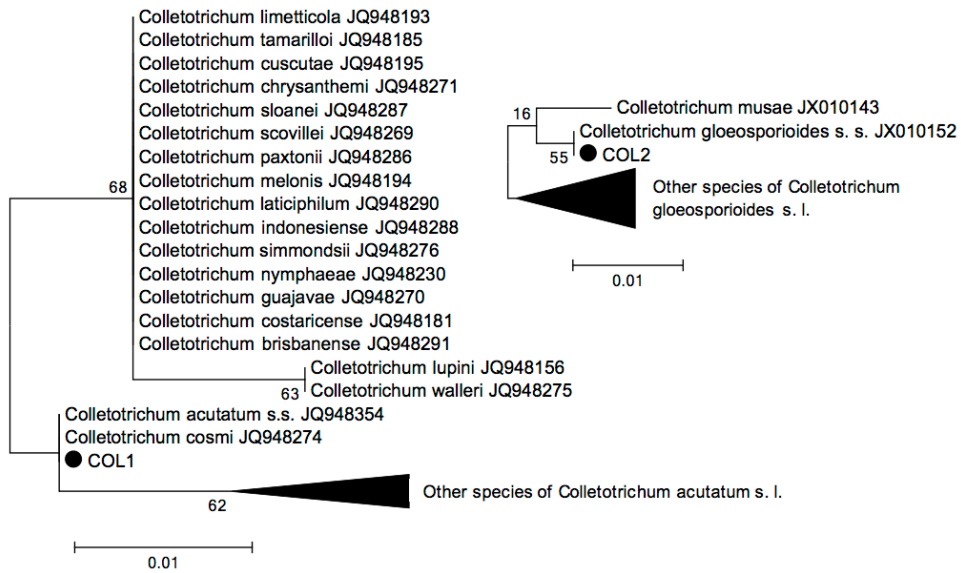 Colletotrichum limetticola JQ948193
Colletotrichum tamarilloi JQ948185
Colletotrichum cuscutae JQ948195
Colletotrichum chrysanthemi JQ948271
Colletotrichum sloanei JQ948287
Colletotrichum scovillei JQ948269
Colletotrichum paxtonii JQ948286
68
Colletotrichum melonis JQ948194
Colletotrichum laticiphilum JQ948290
Colletotrichum indonesiense JQ948288
Colletotrichum simmondsii JQ948276
Colletotrichum nymphaeae JQ948230
Colletotrichum guajavae JQ948270
Colletotrichum costaricense JQ948181
Colletotrichum brisbanense JQ948291
Colletotrichum lupini JQ948156
63
Colletotrichum walleri JQ948275
Colletotrichum acutatum s.s. JQ948354
Colletotrichum cosmi JQ948274
COL1
62
Other species of Colletotrichum acutatum s. l.
0.01
16
Colletotrichum musae JX010143
Colletotrichum gloeosporioides s. s. JX010152
55
COL2
Other species of Colletotrichum
gloeosporioides s. l.
0.01